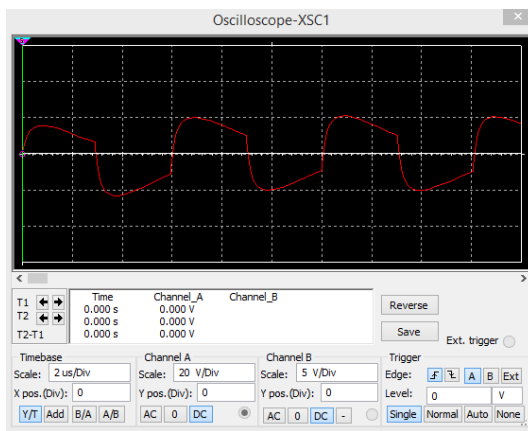 Oscilloscope-XSC1
T1
T2
T2-T1
Time Channel_A Channel_B
0.000 s 0.000 V
0.000 s 0.000 V
0.000 s 0.000 V
Reverse
Save
Ext. trigger
Timebase
Scale: 2 us/Div
X pos.(Div): 0
Y/T Add B/A A/B
Channel A
Scale: 20 V/Div
Y pos.(Div): 0
AC 0 DC
Channel B
Scale: 5 V/Div
Y pos.(Div): 0
AC 0 DC -
Trigger
Edge: A B Ext
Level: 0 V
Single Normal Auto None